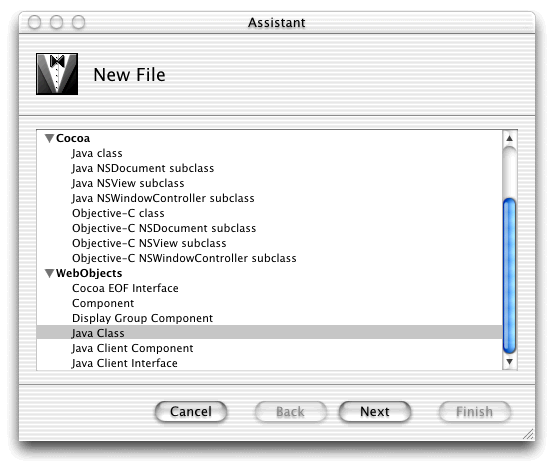 Assistant
New File
Cocoa
Java class
Java NSDocument subclass
Java NSView subclass
Java NSWindowController subclass
Objective-C class
Objective-C NSDocument subclass
Objective-C NSView subclass
Objective-C NSWindowController subclass
WebObjects
Cocoa EOF Interface
Component
Display Group Component
Java Class
Java Client Component
Java Client Interface
Cancel Back Next Finish